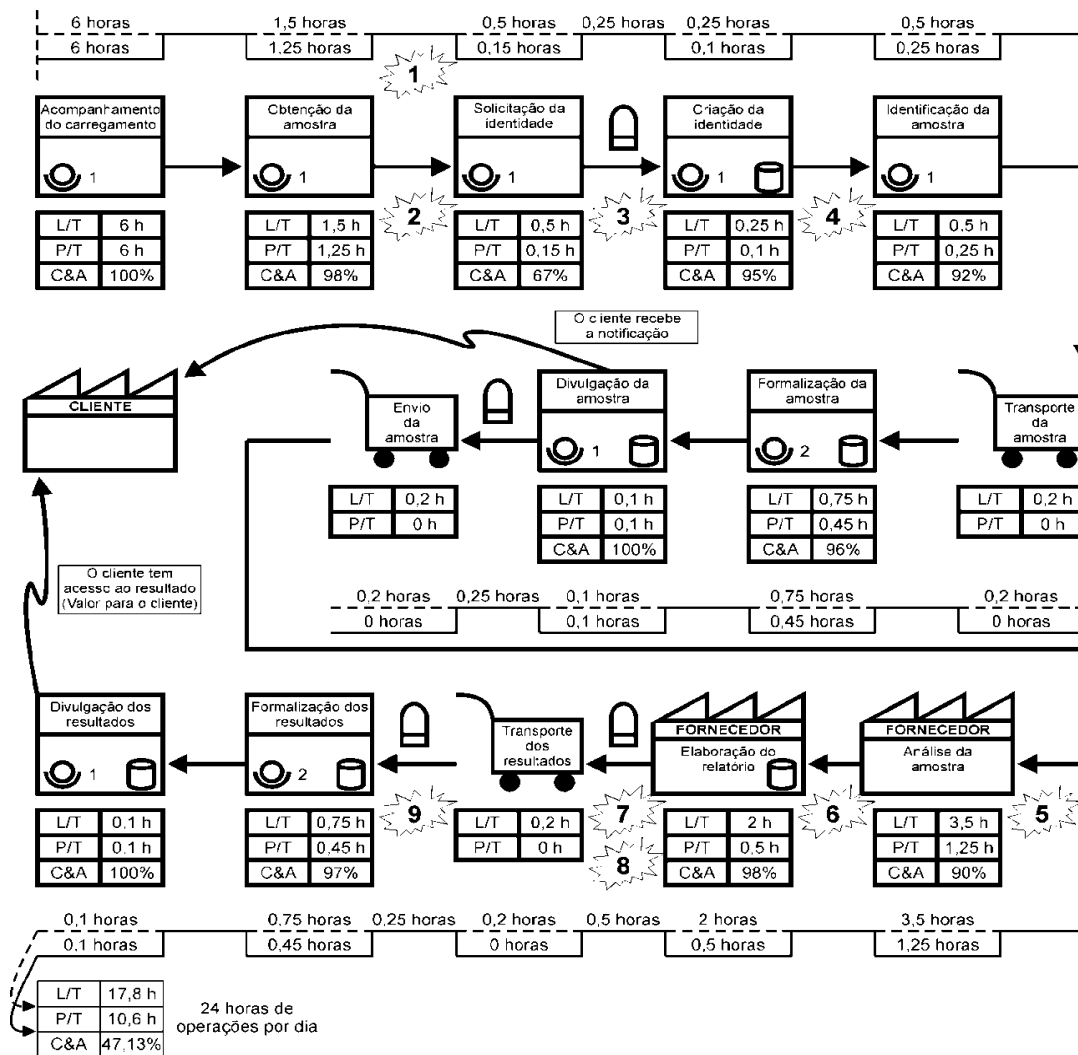 6 horas 1,5 horas 0,5 horas 0,25 horas 0,25 horas 0,5 horas
6 horas 1,25 horas 0,15 horas 0,1 horas 0,25 horas
1
Acompanhamento do carregamento
1
Obtenção da amostra
1
Solicitação da identidade
1
Criação da identidade
1
Identificação da amostra
1
2 3 4
L/T 6 h L/T 1,5 h L/T 0,5 h L/T 0,25 h L/T 0.5 h
P/T 6 h P/T 1,25 h P/T 0,15 h P/T 0,1 h P/T 0,25 h
C&A 100% C&A 98% C&A 67% C&A 95% C&A 92%
O cliente recebe
a notificação
CLIENTE
Envio
da
amostra
Divulgação da
amostra
1
Formalização da
amostra
2
Transporte
da
amostra
L/T 0,2 h L/T 0,1 h L/T 0,75 h L/T 0,2 h
P/T 0 h P/T 0,1 h P/T 0,45 h P/T 0 h
C&A 100% C&A 96%
O cliente tem
acesso ao resultado
(Valor para o cliente)
0,2 horas 0,25 horas 0,1 horas 0,75 horas 0,2 horas
0 horas 0,1 horas 0,45 horas 0 horas
Divulgação dos
resultados
1
Formalização dos
resultados
2
Transporte
dos
resultados
FORNECEDOR
Elaboração do
relatório
FORNECEDOR
Análise da
amostra
9 7 6 5
8
L/T 0,1 h L/T 0,75 h L/T 0,2 h L/T 2 h L/T 3,5 h
P/T 0.1 h P/T 0,45 h P/T 0 h P/T 0,5 h P/T 1,25 h
C&A 100% C&A 97% C&A 98% C&A 90%
0,1 horas 0,75 horas 0,25 horas 0,2 horas 0,5 horas 2 horas 3,5 horas
0,1 horas 0,45 horas 0 horas 0,5 horas 1,25 horas
L/T 17,8 h
P/T 10,6 h
C&A 47,13%
24 horas de
operações por dia